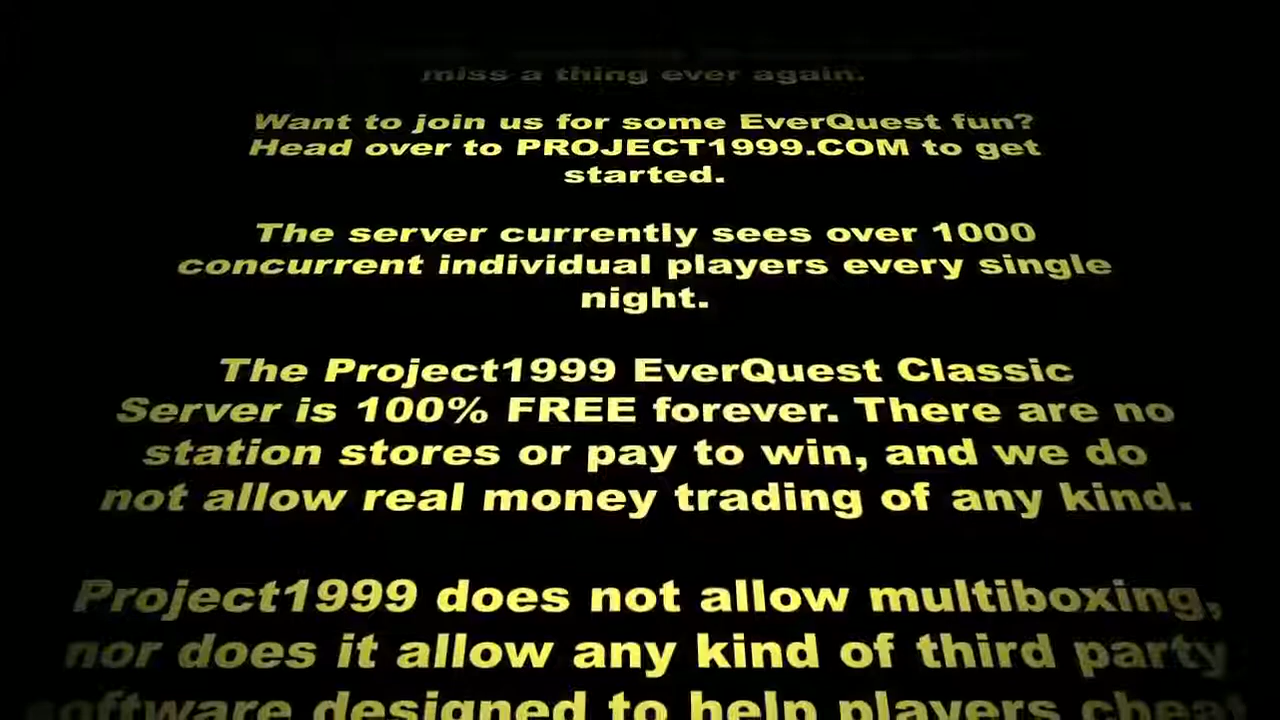 miss a thing ever again.
Want to join us for some EverQuest fun?
Head over to PROJECT1999.COM to get
started.
The server currently sees over 1000
concurrent individual players every single
night.
The Project1999 EverQuest Classic
Server is 100% FREE forever. There are no
station stores or pay to win, and we do
not allow real money trading of any kind.
Project1999 does not allow multiboxing,
nor does it allow any kind of third party
software designed to help players cheat